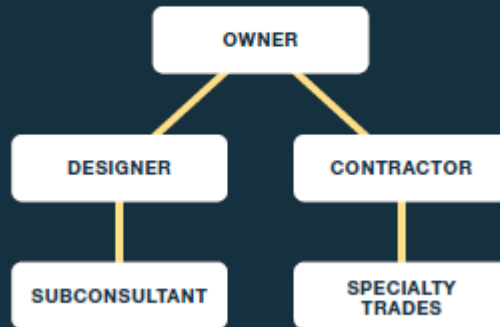 OWNER
DESIGNER
CONTRACTOR
SUBCONSULTANT
SPECIALTY
TRADES